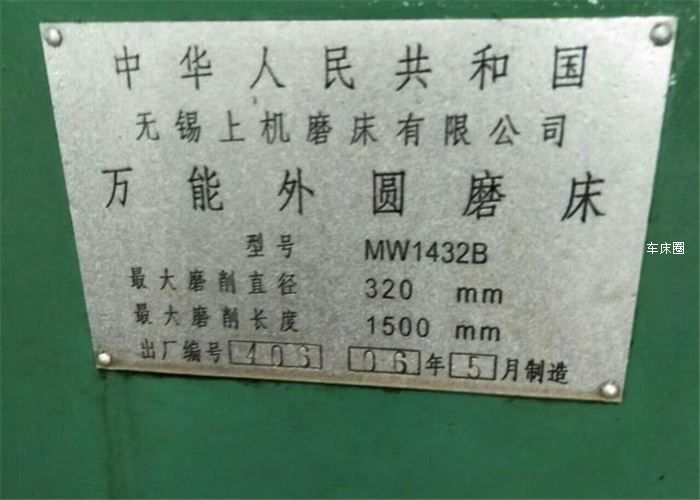 中华人民共和国
无锡上机磨床有限公司
万能外圆磨床
型号 MW1432B
最大磨削直径 320 mm
最大磨削长度 1500 mm
出厂编号 406 06年5月制造
车床圈